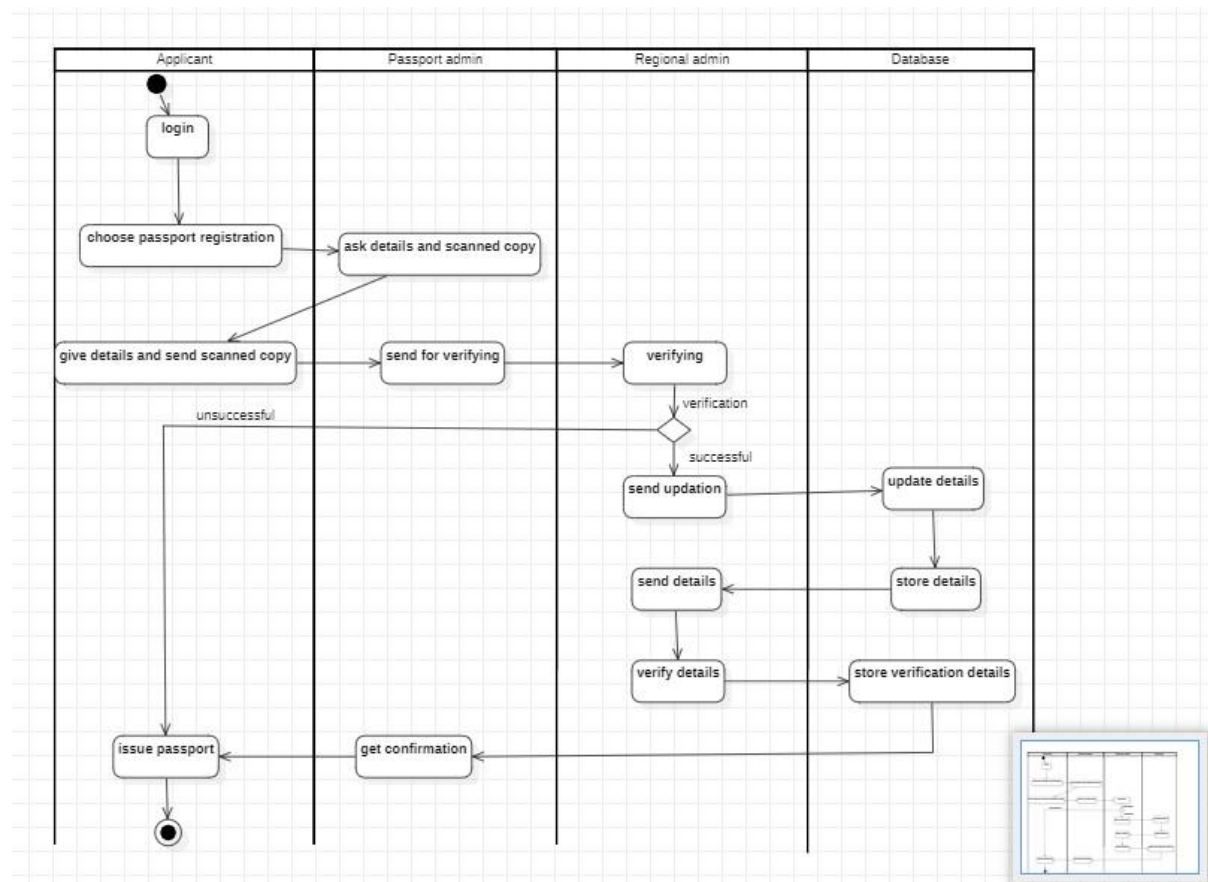 Applicant
Passport admin
Regional admin
Database
login
choose passport registration
ask details and scanned copy
give details and send scanned copy
send for verifying
verifying
verification
unsuccessful
successful
send updation
update details
send details
store details
verify details
store verification details
issue passport
get confirmation